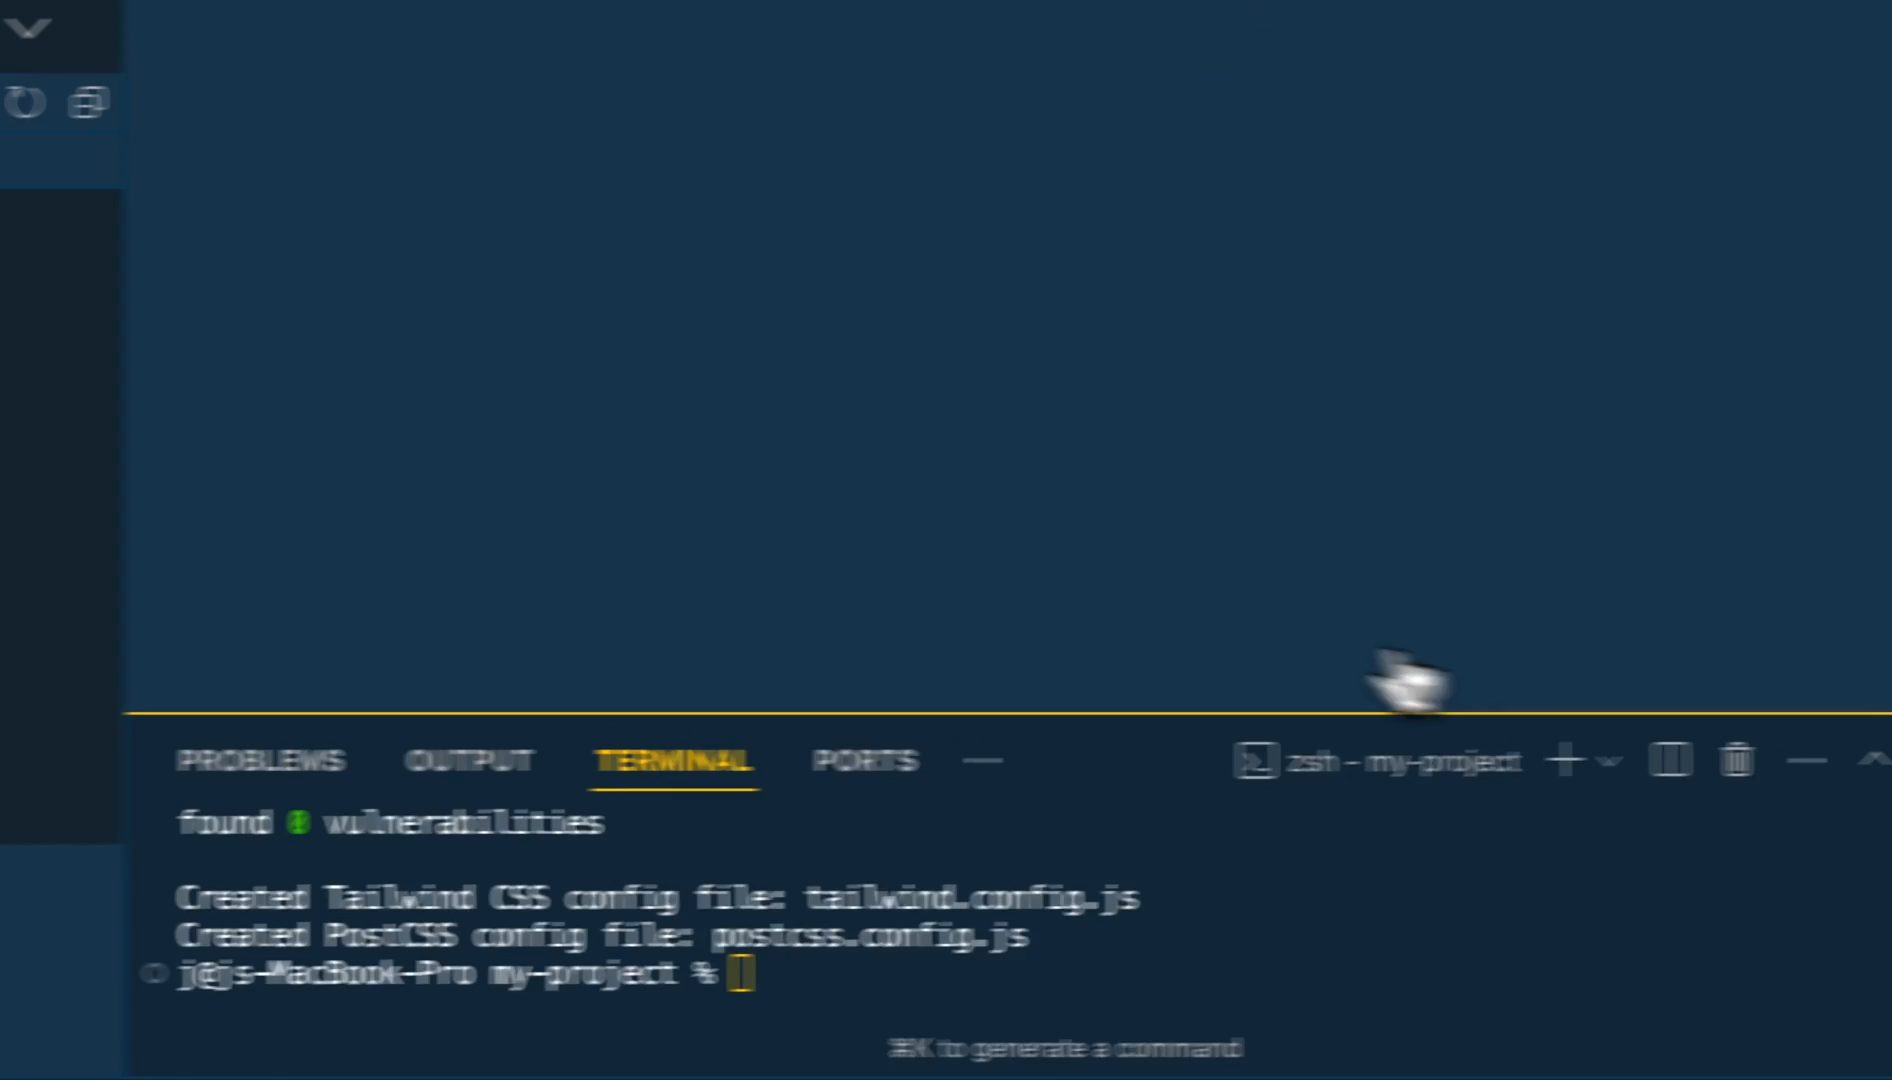 PROBLEMS OUTPUT TERMINAL PORTS zsh - my-project
found 0 vulnerabilities
Created Tailwind CSS config file: tailwind.config.js
Created PostCSS config file: postcss.config.js
j@js-MacBook-Pro my-project %
⌘K to generate a command